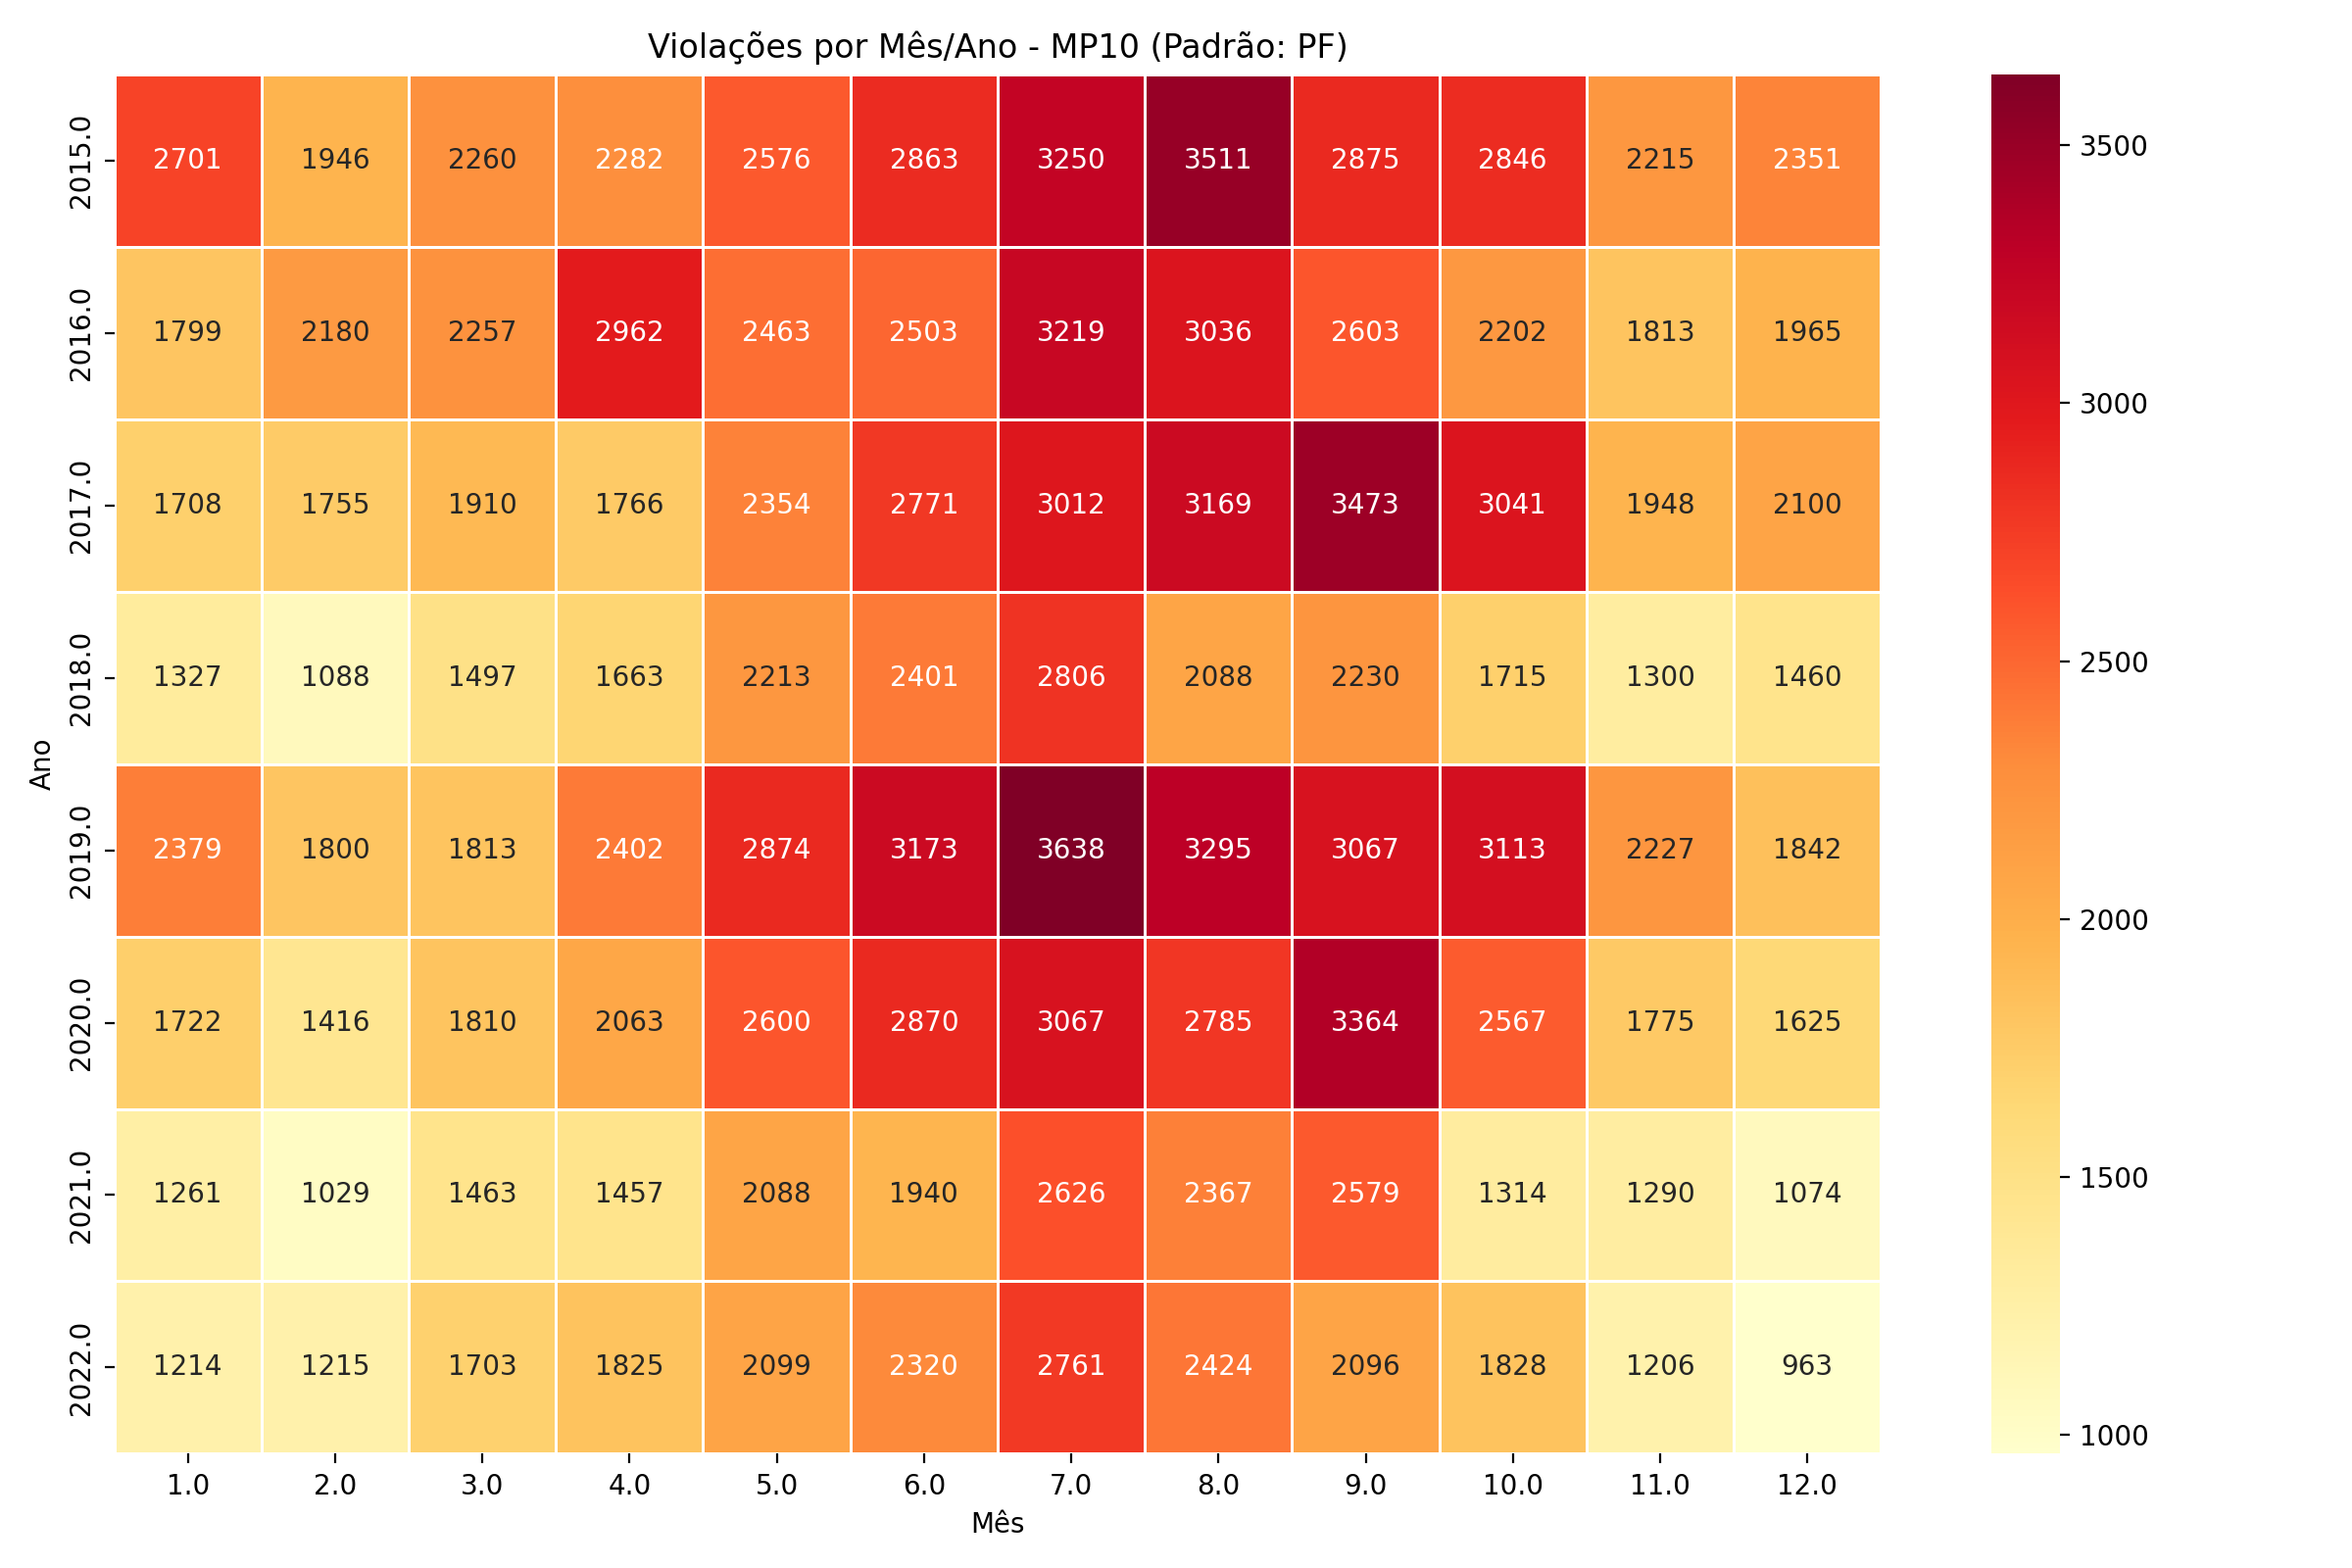 Violações por Mês/Ano - MP10 (Padrão: PF)
2015.0 2701 1946 2260 2282 2576 2863 3250 3511 2875 2846 2215 2351
2016.0 1799 2180 2257 2962 2463 2503 3219 3036 2603 2202 1813 1965
2017.0 1708 1755 1910 1766 2354 2771 3012 3169 3473 3041 1948 2100
2018.0 1327 1088 1497 1663 2213 2401 2806 2088 2230 1715 1300 1460
2019.0 2379 1800 1813 2402 2874 3173 3638 3295 3067 3113 2227 1842
2020.0 1722 1416 1810 2063 2600 2870 3067 2785 3364 2567 1775 1625
2021.0 1261 1029 1463 1457 2088 1940 2626 2367 2579 1314 1290 1074
2022.0 1214 1215 1703 1825 2099 2320 2761 2424 2096 1828 1206 963
1.0 2.0 3.0 4.0 5.0 6.0 7.0 8.0 9.0 10.0 11.0 12.0
Mês
Ano
3500
3000
2500
2000
1500
1000